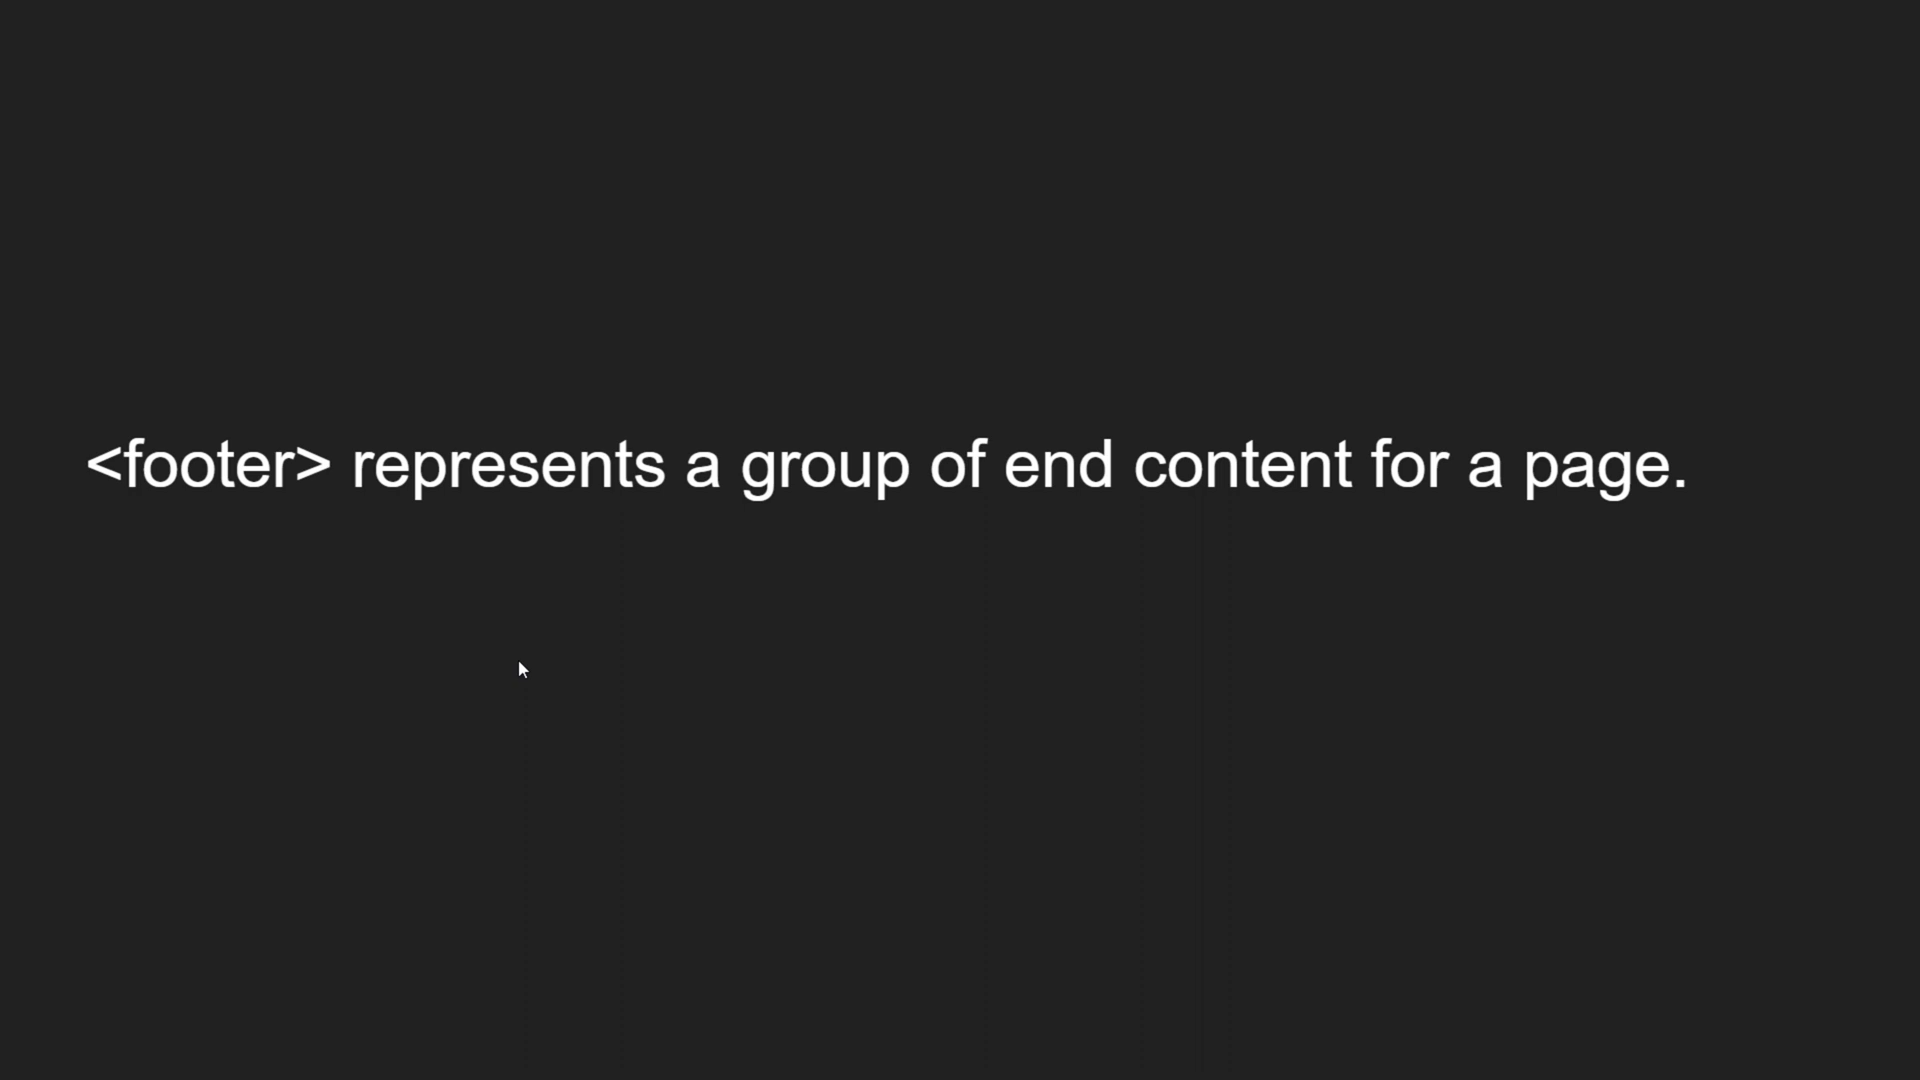 <footer> represents a group of end content for a page.